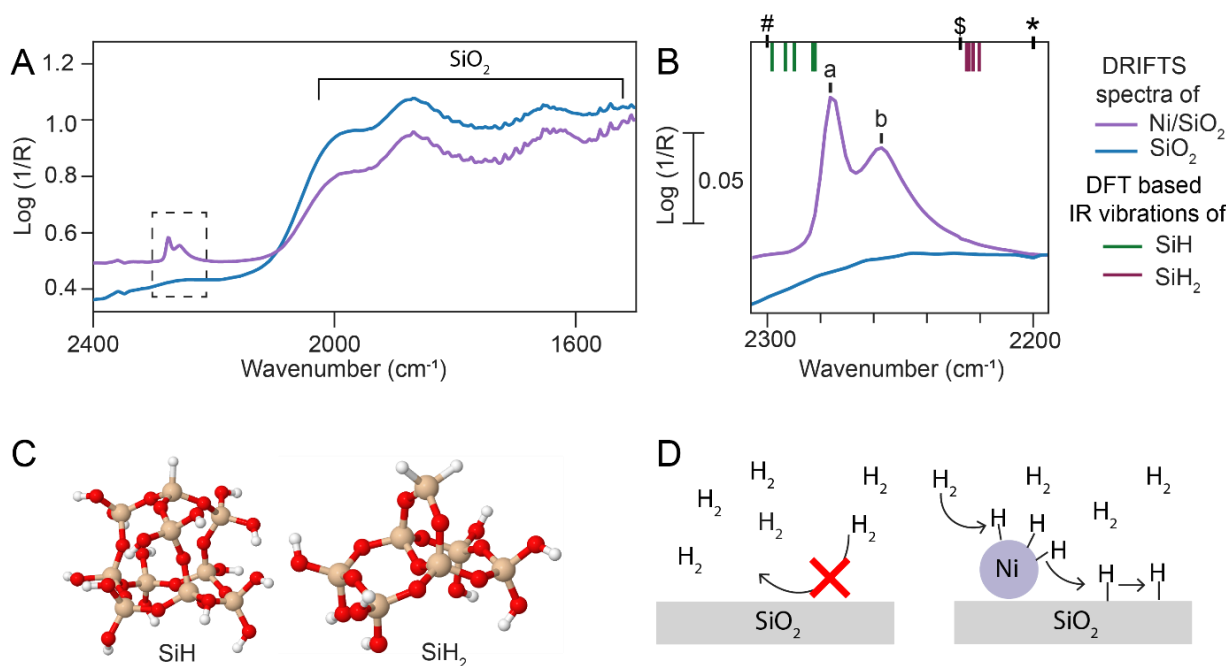 A
SiO₂
1.2
1.0
0.8
0.6
0.4
Log (1/R)
2400
2000
1600
Wavenumber (cm⁻¹)
B
#
$
*
a
b
Log (1/R)
0.05
2300
2200
Wavenumber (cm⁻¹)
DRIFTS
spectra of
Ni/SiO₂
SiO₂
DFT based
IR vibrations of
SiH
SiH₂
C
SiH
SiH₂
D
H₂
H₂
H₂
H₂
H₂
H₂
SiO₂
H₂
H₂
H₂
H₂
H
H
H
Ni
H
H
SiO₂